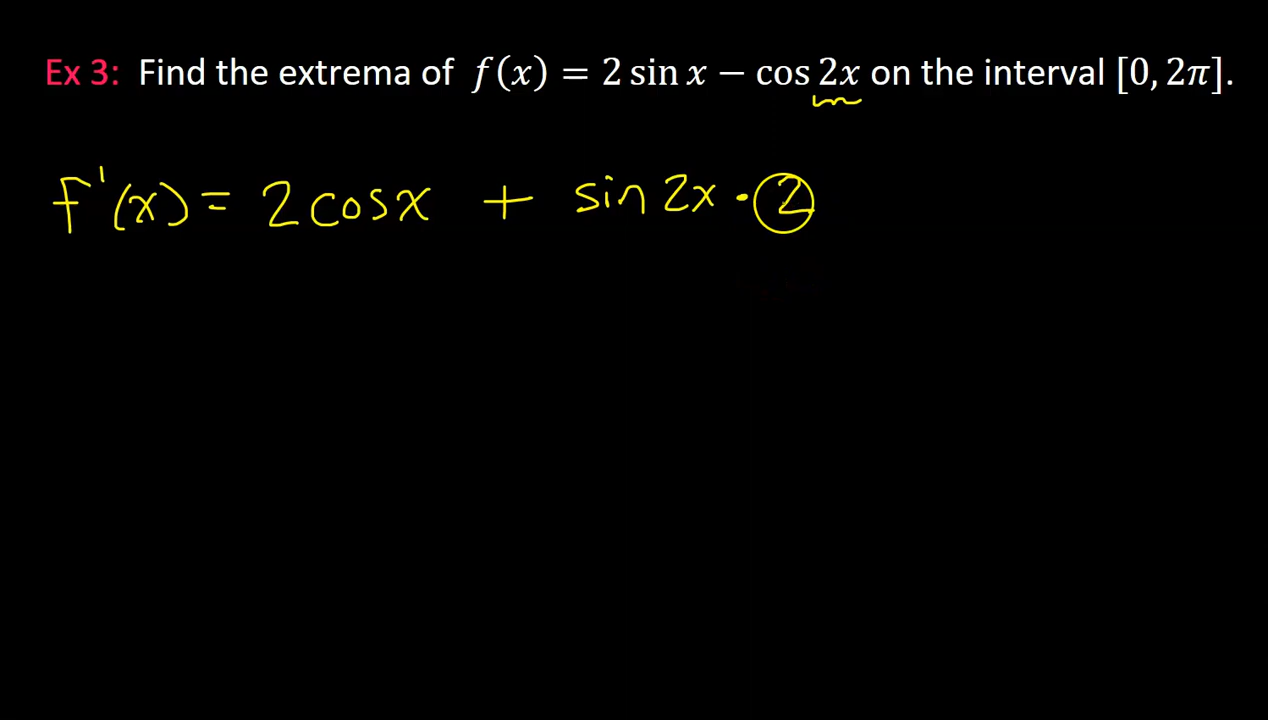 Ex 3: Find the extrema of f(x) = 2 sin x − cos 2x on the interval [0, 2π].
f'(x) = 2cosx + sin2x · 2